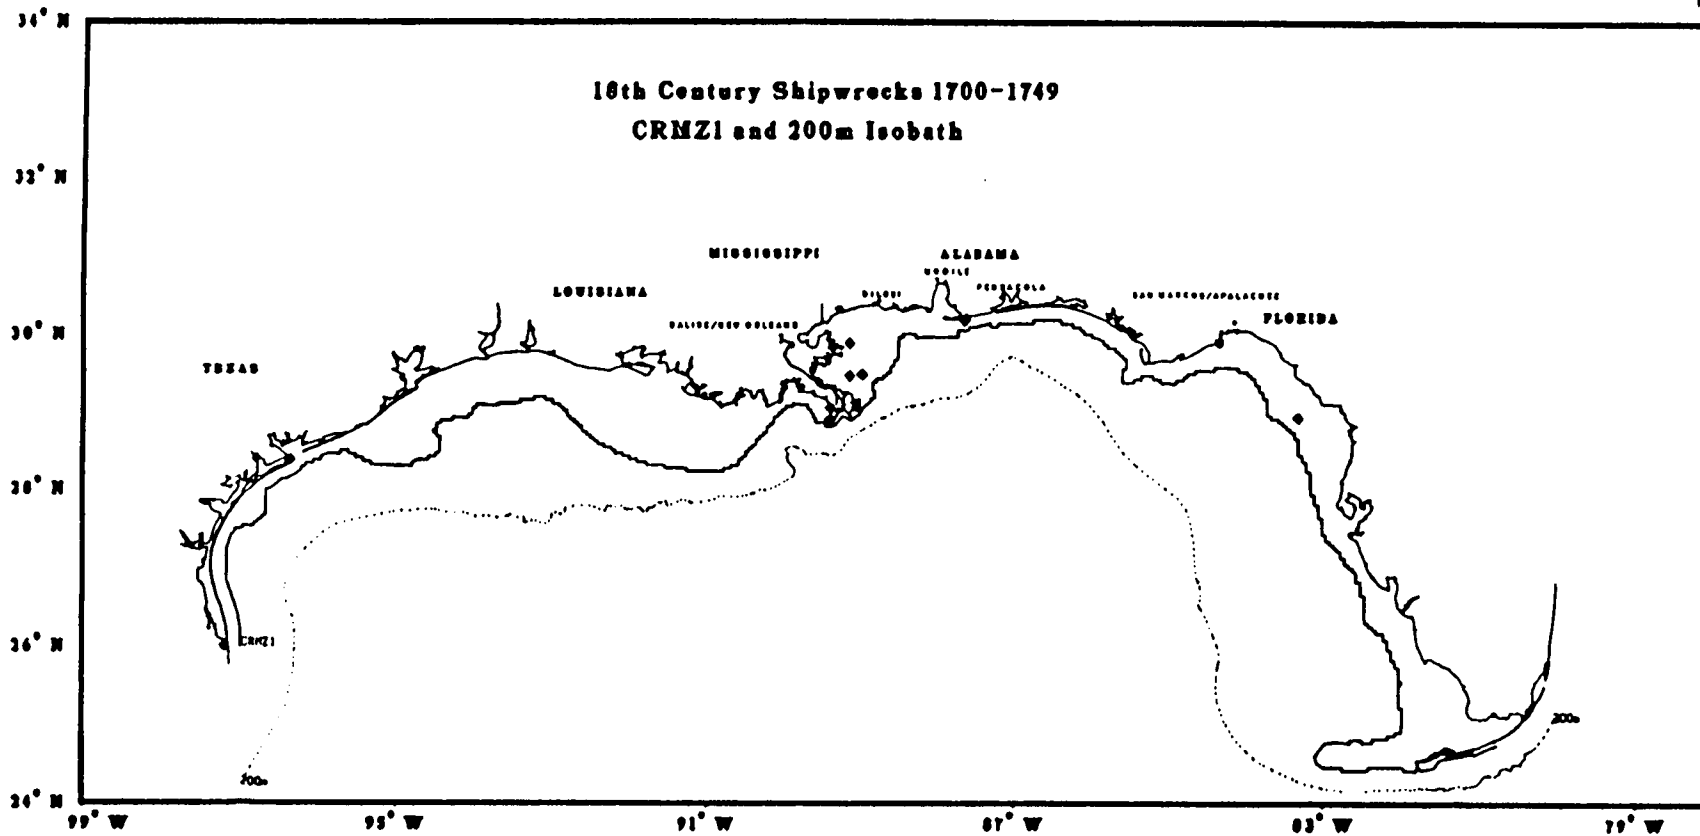 34° N
18th Century Shipwrecks 1700-1749
CRMZ1 and 200m Isobath
32° N
MISSISSIPPI
ALABAMA
MOBILE
PENSACOLA
LOUISIANA
BILOXI
SAN MARCOS/APALACHEE
FLORIDA
BALISE/NEW ORLEANS
30° N
TEXAS
28° N
26° N
CRMZ1
200m
200m
24° N
99° W
95° W
91° W
87° W
83° W
79° W